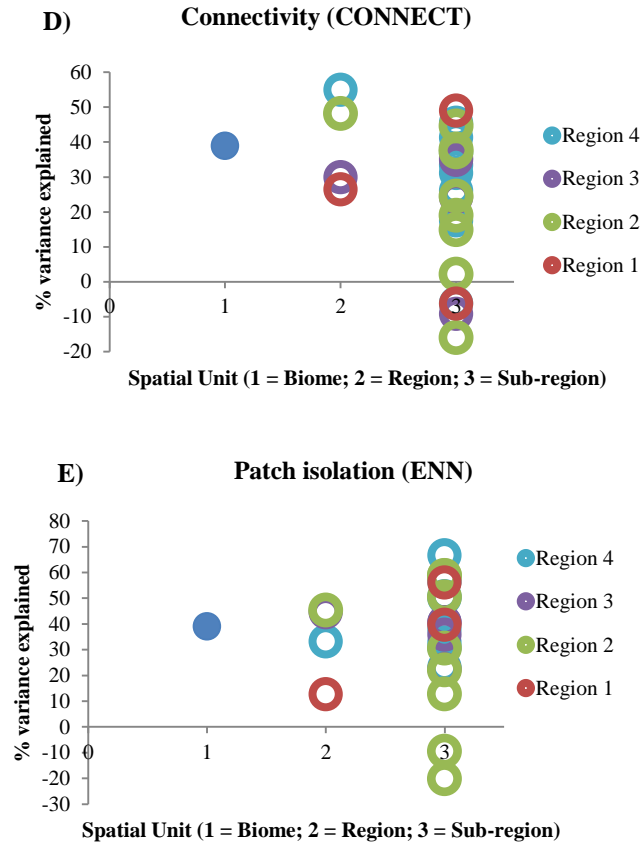 D)
Connectivity (CONNECT)
% variance explained
60
50
40
30
20
10
0
-10
-20
0
1
2
3
Region 4
Region 3
Region 2
Region 1
Spatial Unit (1 = Biome; 2 = Region; 3 = Sub-region)
E)
Patch isolation (ENN)
% variance explained
80
70
60
50
40
30
20
10
0
-10
-20
-30
0
1
2
3
Region 4
Region 3
Region 2
Region 1
Spatial Unit (1 = Biome; 2 = Region; 3 = Sub-region)